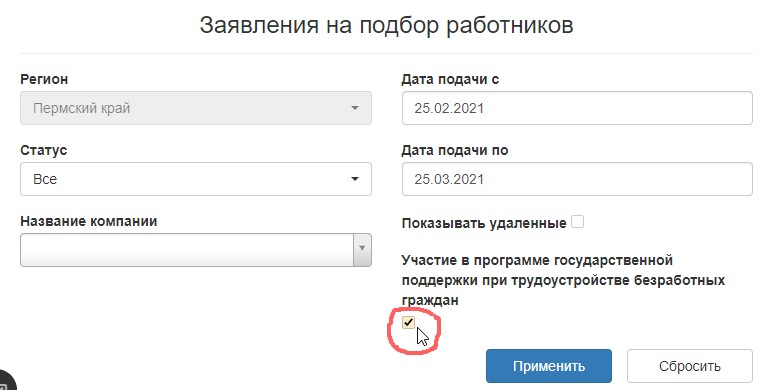 Заявления на подбор работников
Регион
Пермский край
Статус
Все
Название компании
Дата подачи с
25.02.2021
Дата подачи по
25.03.2021
Показывать удаленные
Участие в программе государственной
поддержки при трудоустройстве безработных
граждан
Применить
Сбросить